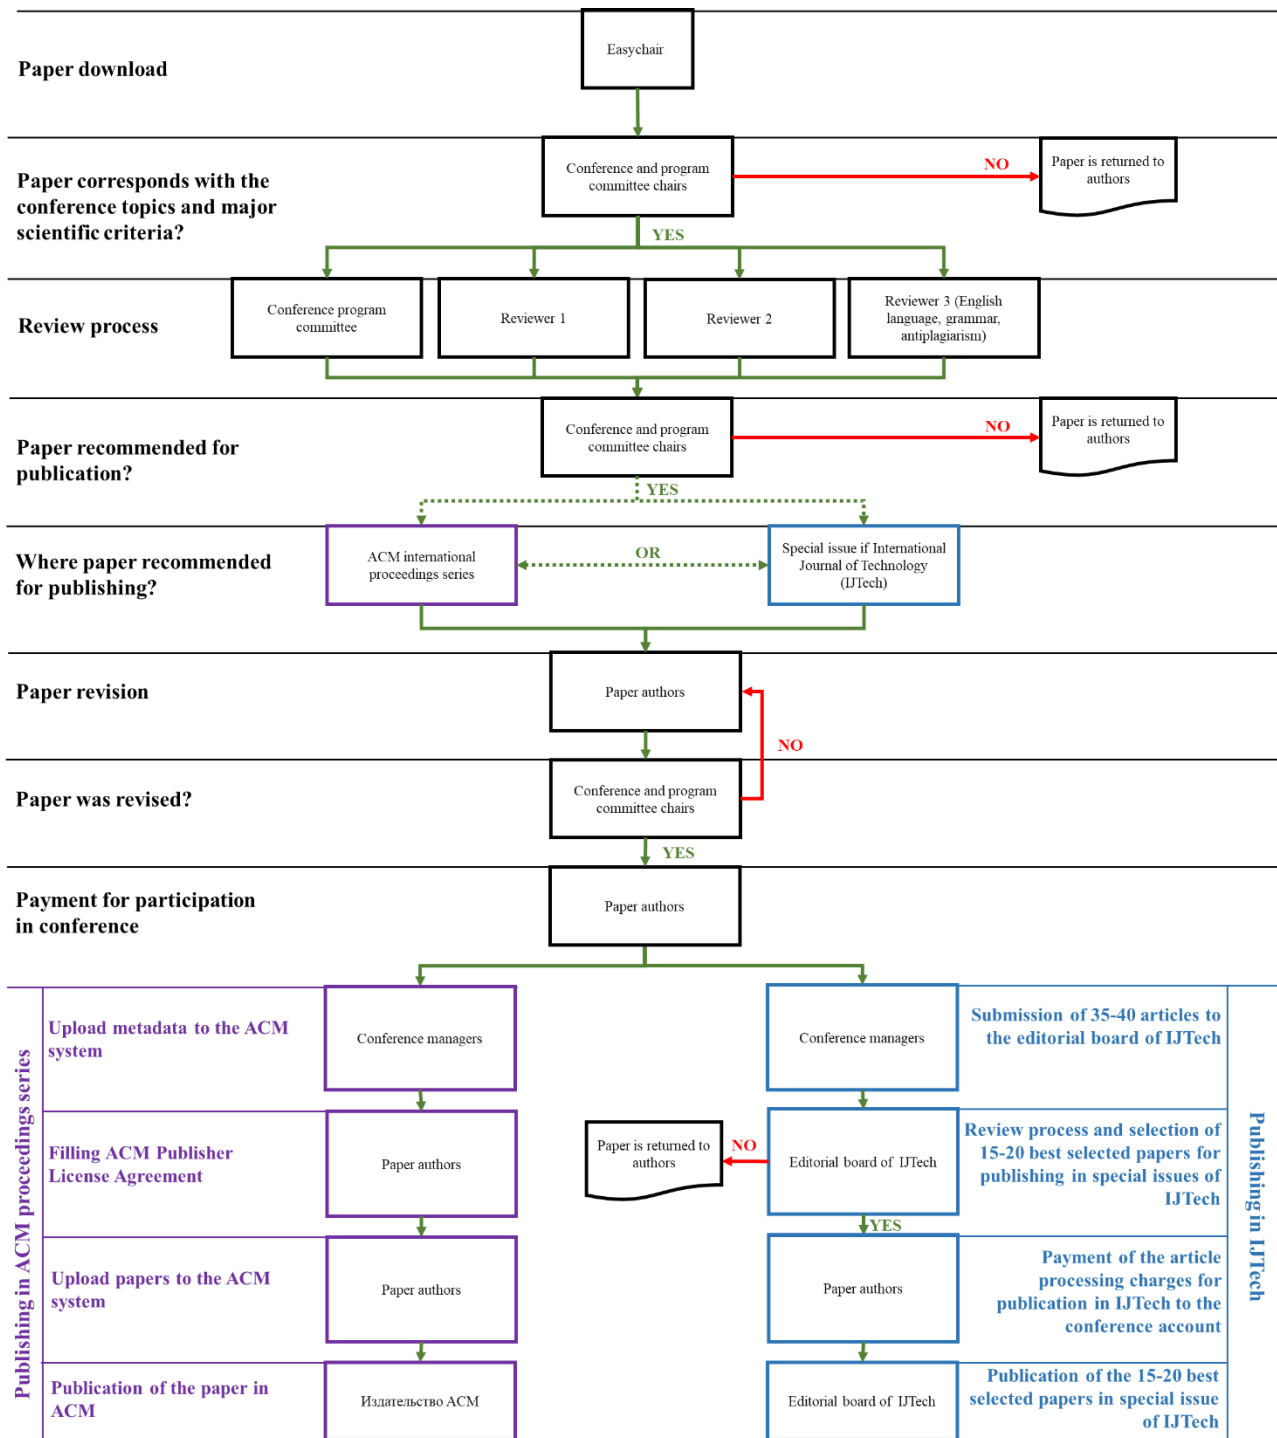 Easychair
Paper download
Paper corresponds with the
conference topics and major
scientific criteria?
Conference and program
committee chairs
NO
Paper is returned to
authors
YES
Review process
Conference program
committee
Reviewer 1
Reviewer 2
Reviewer 3 (English
language, grammar,
antiplagiarism)
Paper recommended for
publication?
Conference and program
committee chairs
NO
Paper is returned to
authors
YES
Where paper recommended
for publishing?
ACM international
proceedings series
OR
Special issue if International
Journal of Technology
(IJTech)
Paper revision
Paper authors
NO
Paper was revised?
Conference and program
committee chairs
YES
Payment for participation
in conference
Paper authors
Publishing in ACM proceedings series
Upload metadata to the ACM
system
Conference managers
Filling ACM Publisher
License Agreement
Paper authors
Upload papers to the ACM
system
Paper authors
Publication of the paper in
ACM
Издательство ACM
Conference managers
Submission of 35-40 articles to
the editorial board of IJTech
Paper is returned to
authors
NO
Editorial board of IJTech
Review process and selection of
15-20 best selected papers for
publishing in special issues of
IJTech
YES
Paper authors
Payment of the article
processing charges for
publication in IJTech to the
conference account
Editorial board of IJTech
Publication of the 15-20 best
selected papers in special issue
of IJTech
Publishing in IJTech